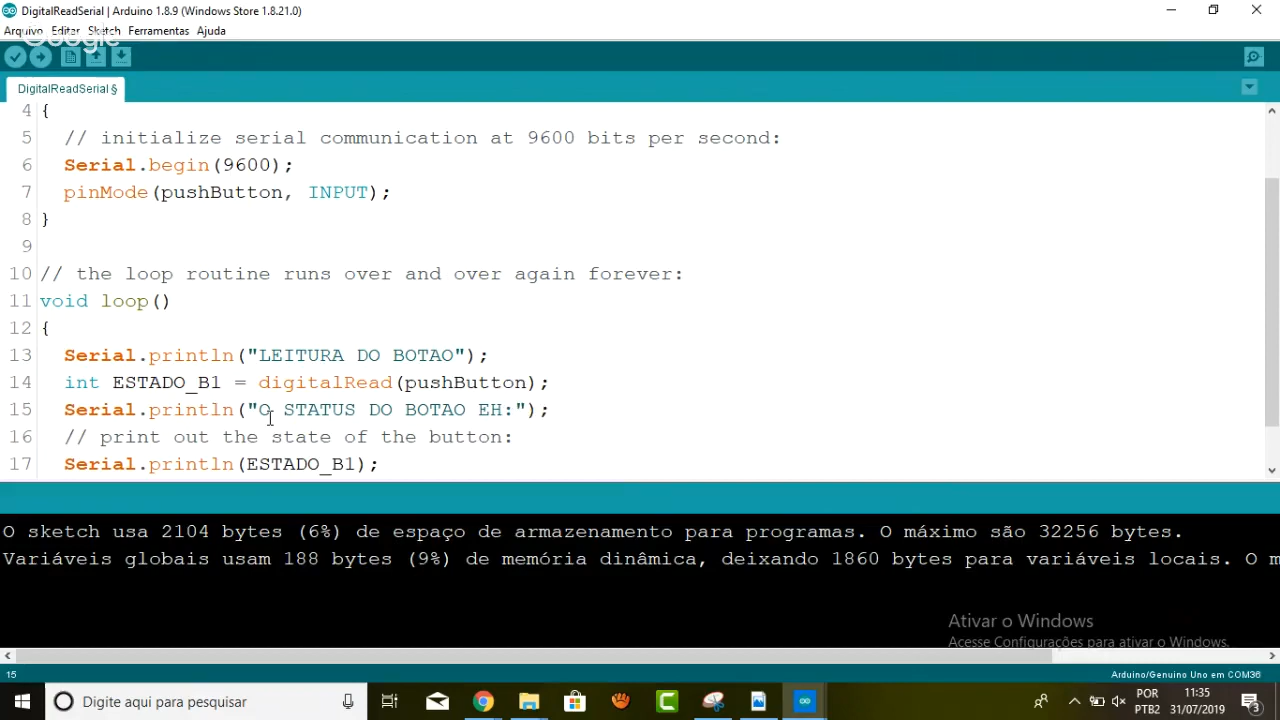 DigitalReadSerial | Arduino 1.8.9 (Windows Store 1.8.21.0)
Arquivo Editar Sketch Ferramentas Ajuda
Google
DigitalReadSerial §
4 {
5 // initialize serial communication at 9600 bits per second:
6 Serial.begin(9600);
7 pinMode(pushButton, INPUT);
8 }
9
10 // the loop routine runs over and over again forever:
11 void loop()
12 {
13 Serial.println("LEITURA DO BOTAO");
14 int ESTADO_B1 = digitalRead(pushButton);
15 Serial.println("O STATUS DO BOTAO EH:");
16 // print out the state of the button:
17 Serial.println(ESTADO_B1);
O sketch usa 2104 bytes (6%) de espaço de armazenamento para programas. O máximo são 32256 bytes.
Variáveis globais usam 188 bytes (9%) de memória dinâmica, deixando 1860 bytes para variáveis locais. O m
Ativar o Windows
Acesse Configurações para ativar o Windows.
15 Arduino/Genuino Uno em COM36
Digite aqui para pesquisar
POR 11:35
PTB2 31/07/2019
3